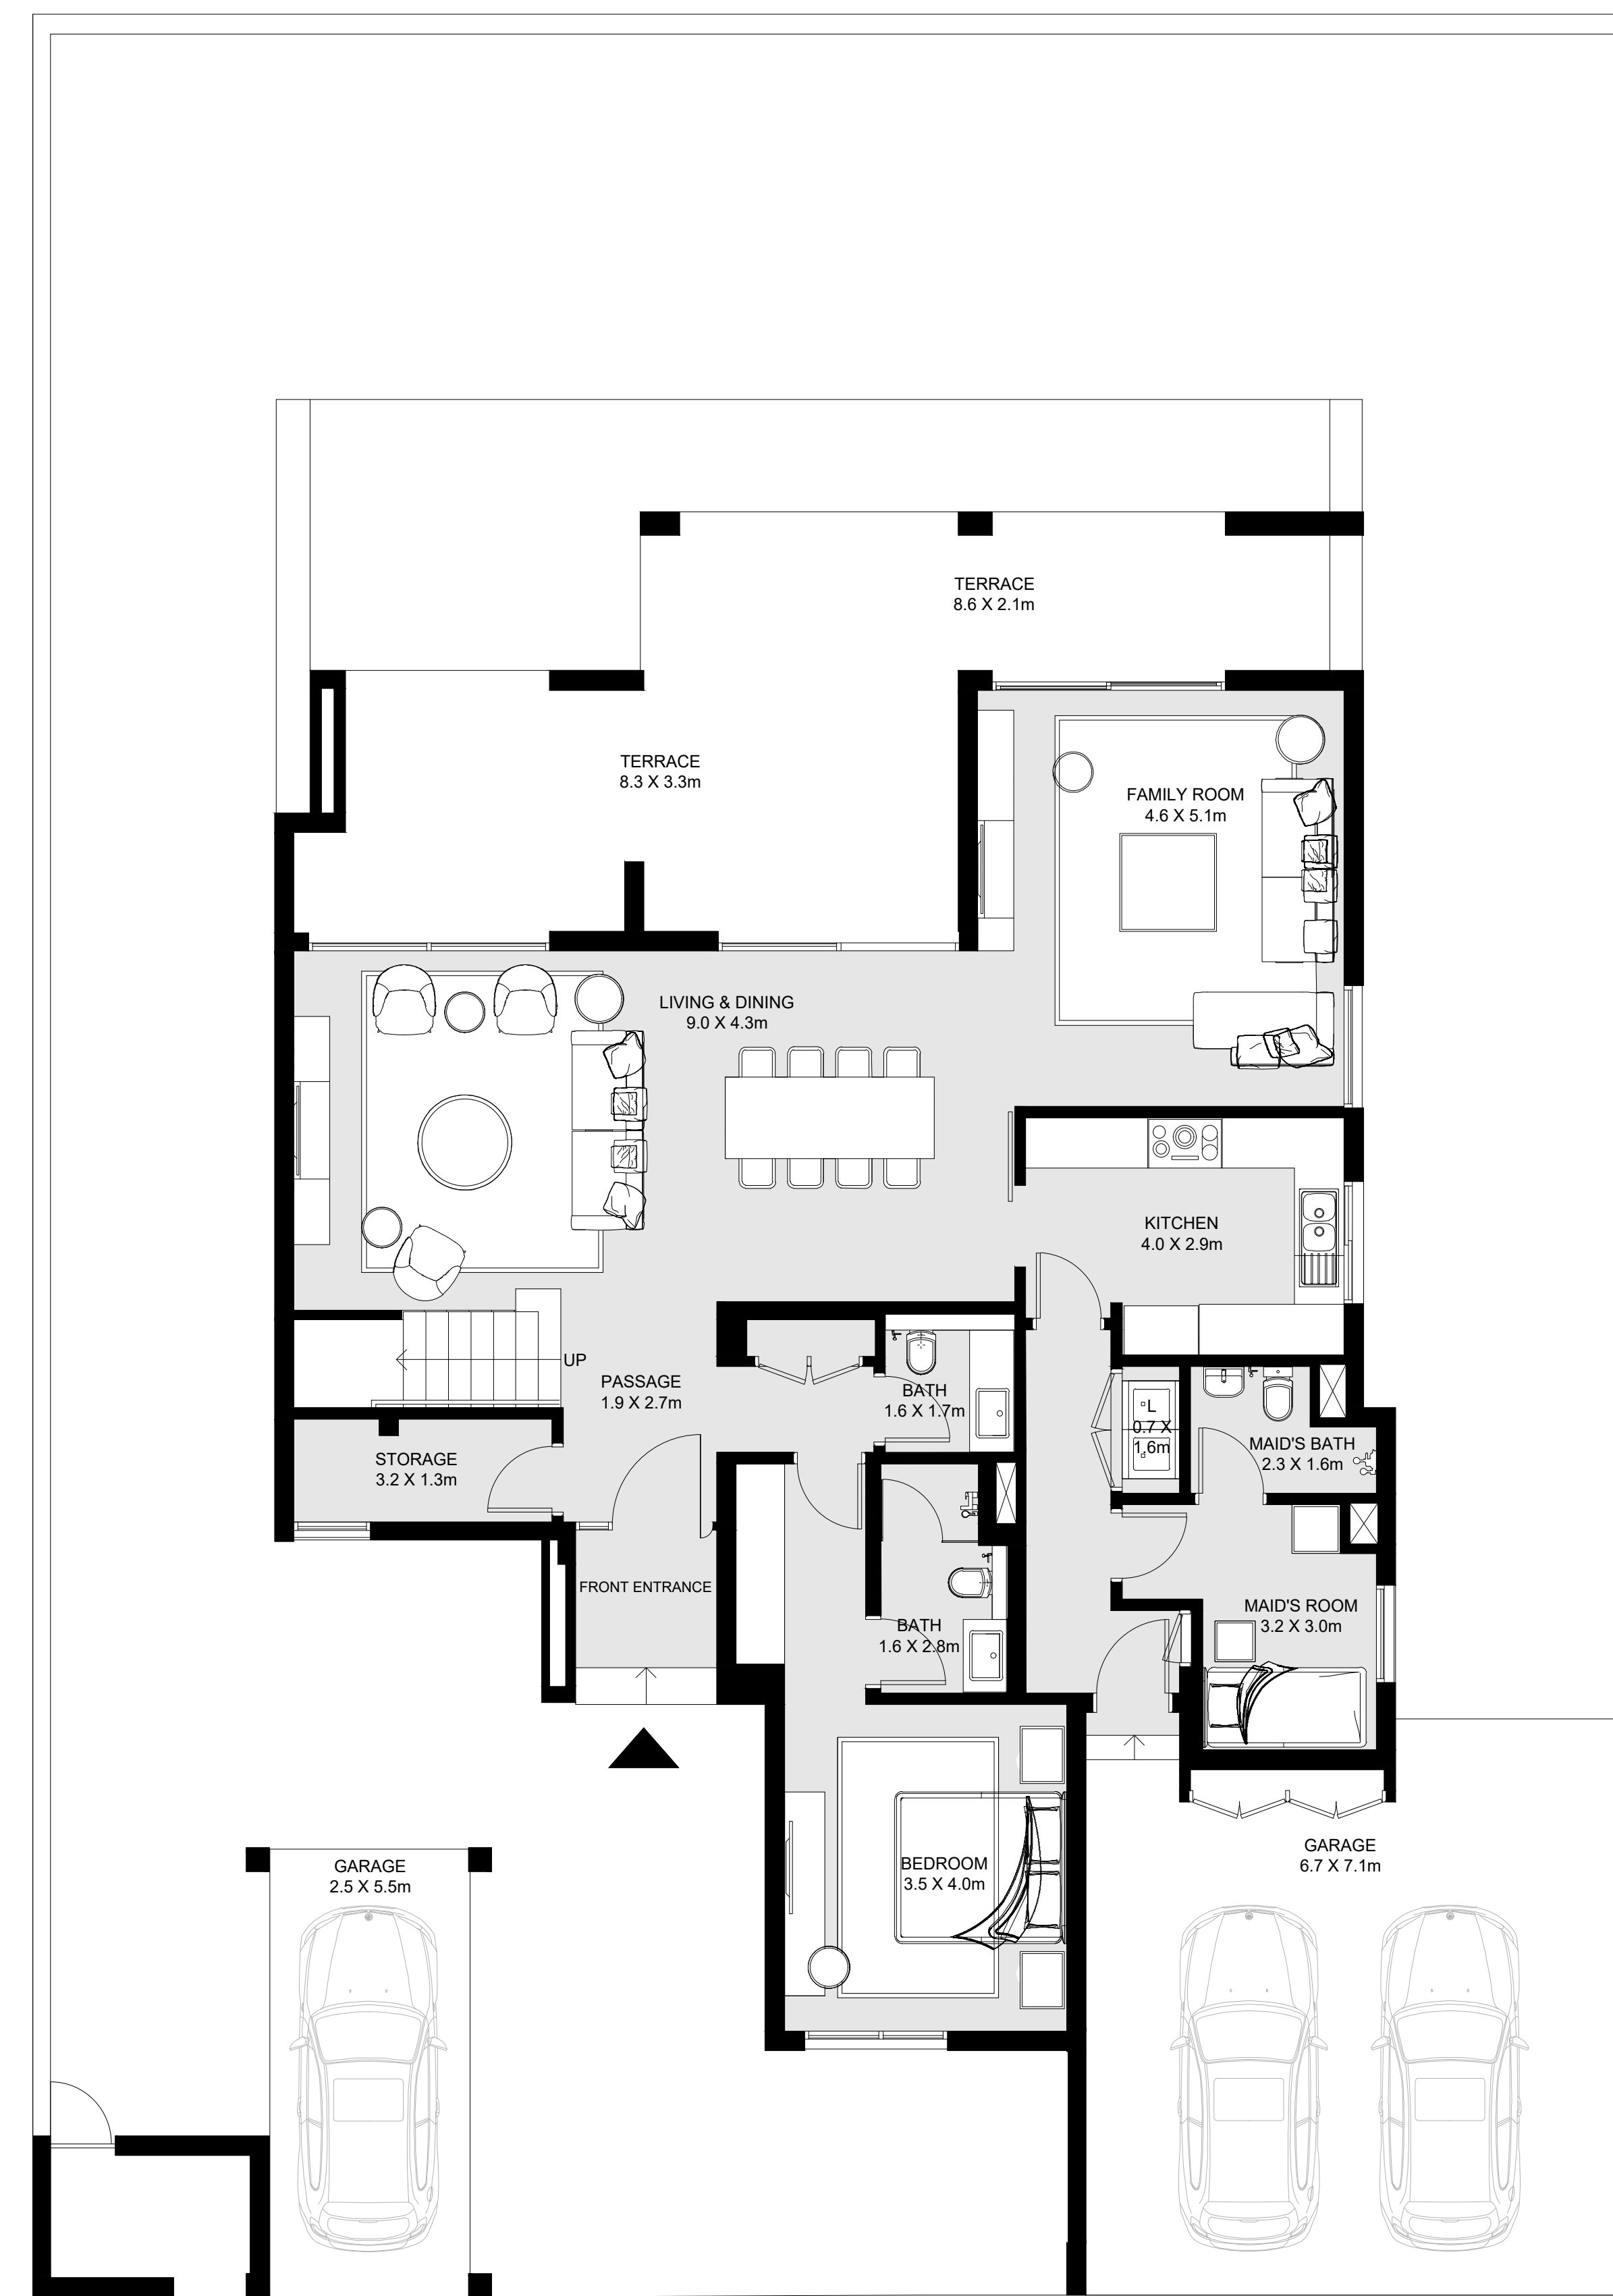 TERRACE
8.6 X 2.1m
TERRACE
8.3 X 3.3m
FAMILY ROOM
4.6 X 5.1m
LIVING & DINING
9.0 X 4.3m
KITCHEN
4.0 X 2.9m
UP
PASSAGE
1.9 X 2.7m
BATH
1.6 X 1.7m
L
0.7 X
1.6m
MAID'S BATH
2.3 X 1.6m
STORAGE
3.2 X 1.3m
FRONT ENTRANCE
BATH
1.6 X 2.8m
MAID'S ROOM
3.2 X 3.0m
GARAGE
2.5 X 5.5m
BEDROOM
3.5 X 4.0m
GARAGE
6.7 X 7.1m